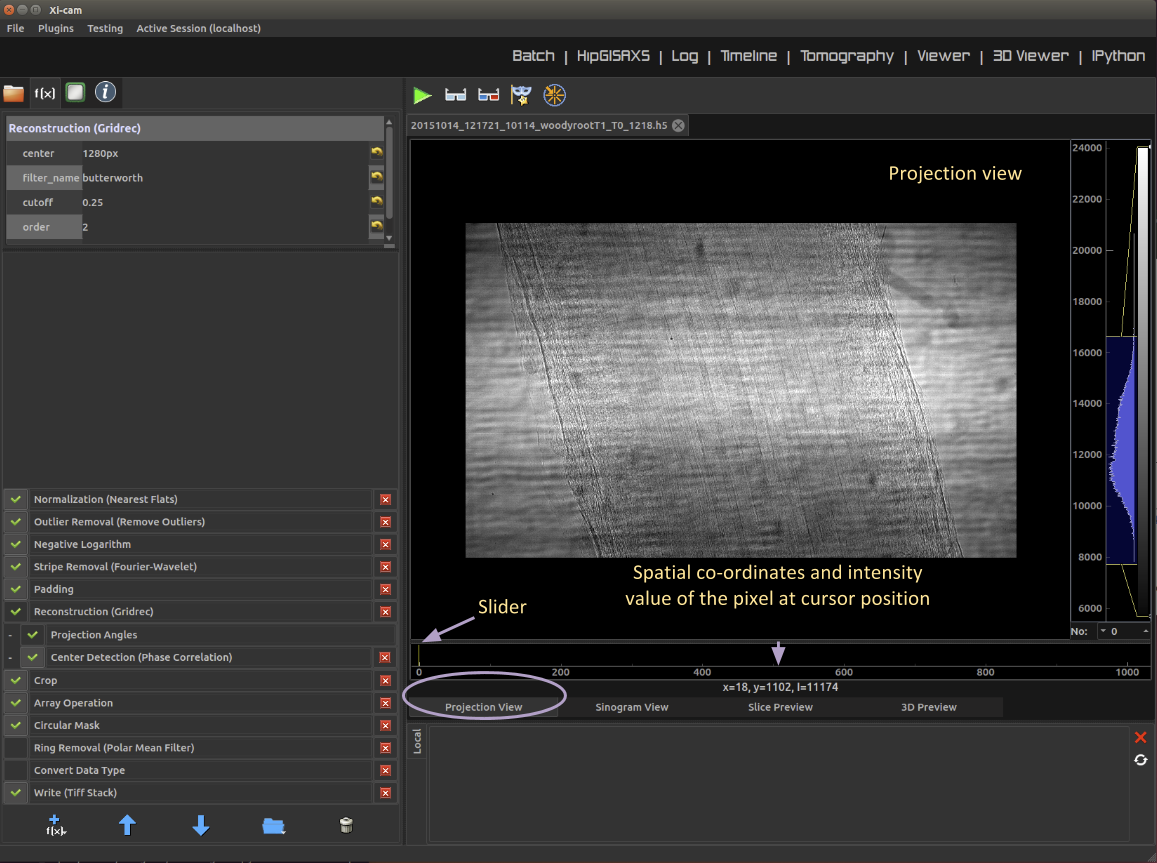 Xi-cam
File Plugins Testing Active Session (localhost)
Batch | HipGISAXS | Log | Timeline | Tomography | Viewer | 3D Viewer | IPython
f(x)
20151014_121721_10114_woodyrootT1_T0_1218.h5
Reconstruction (Gridrec)
center 1280px
filter_name butterworth
cutoff 0.25
order 2
Projection view
24000
22000
20000
18000
16000
14000
12000
10000
8000
6000
Spatial co-ordinates and intensity
value of the pixel at cursor position
Slider
No: 0
0 200 400 600 800 1000
x=18, y=1102, I=11174
Projection View Sinogram View Slice Preview 3D Preview
Local
Normalization (Nearest Flats)
Outlier Removal (Remove Outliers)
Negative Logarithm
Stripe Removal (Fourier-Wavelet)
Padding
Reconstruction (Gridrec)
- Projection Angles
- Center Detection (Phase Correlation)
Crop
Array Operation
Circular Mask
Ring Removal (Polar Mean Filter)
Convert Data Type
Write (Tiff Stack)
f(x)